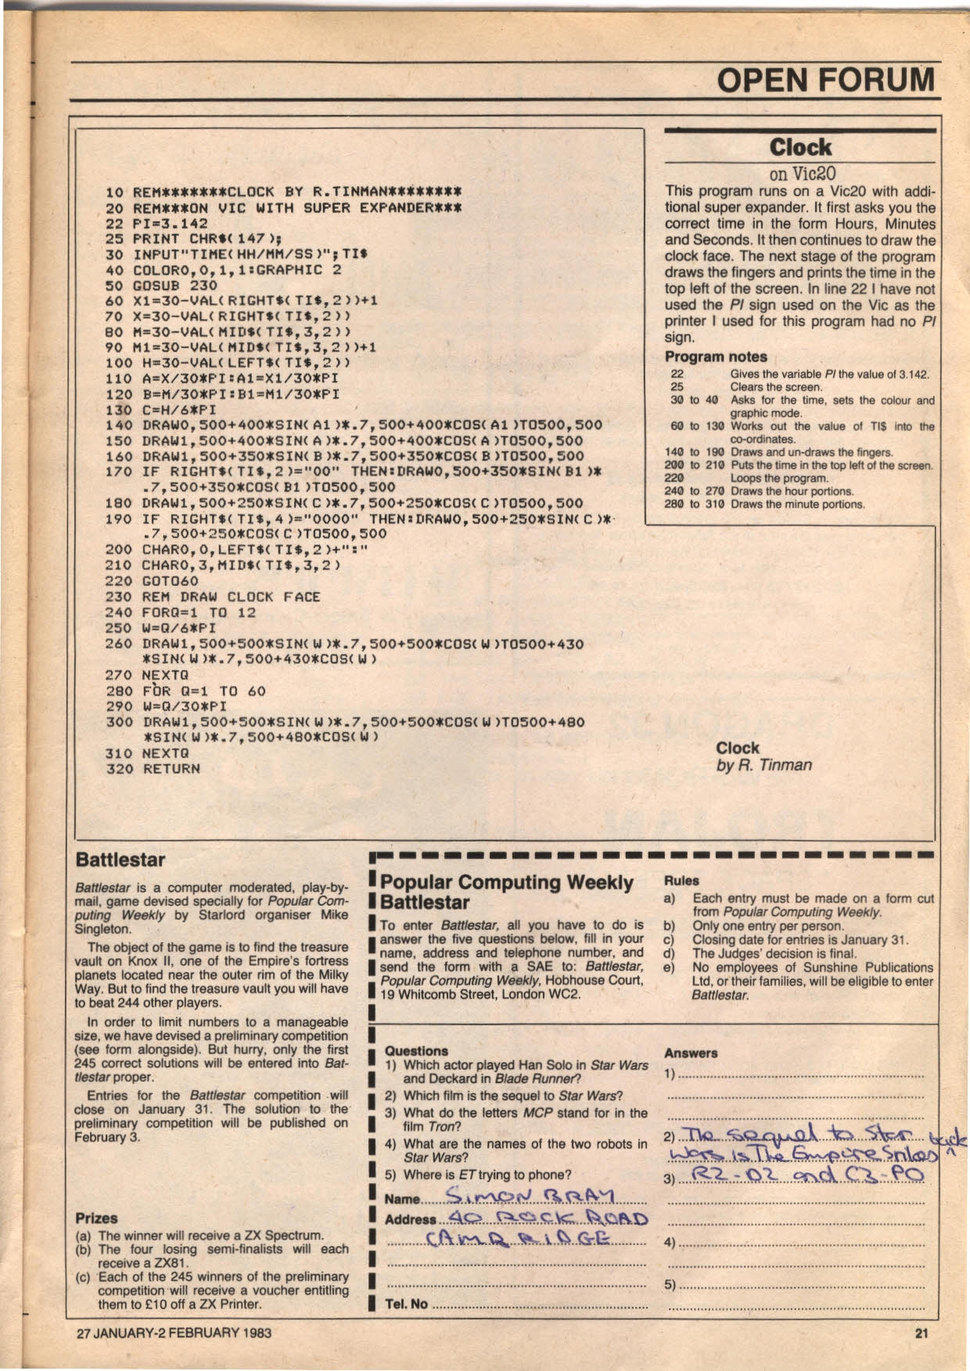 OPEN FORUM
10 REM*******CLOCK BY R.TINMAN********
20 REM***ON VIC WITH SUPER EXPANDER***
22 PI=3.142
25 PRINT CHR$(147);
30 INPUT"TIME(HH/MM/SS)";TI$
40 COLOR0,0,1,1:GRAPHIC 2
50 GOSUB 230
60 X1=30-VAL(RIGHT$(TI$,2))+1
70 X=30-VAL(RIGHT$(TI$,2))
80 M=30-VAL(MID$(TI$,3,2))
90 M1=30-VAL(MID$(TI$,3,2))+1
100 H=30-VAL(LEFT$(TI$,2))
110 A=X/30*PI:A1=X1/30*PI
120 B=M/30*PI:B1=M1/30*PI
130 C=H/6*PI
140 DRAW0,500+400*SIN(A1)*.7,500+400*COS(A1)TO500,500
150 DRAW1,500+400*SIN(A)*.7,500+400*COS(A)TO500,500
160 DRAW1,500+350*SIN(B)*.7,500+350*COS(B)TO500,500
170 IF RIGHT$(TI$,2)="00" THEN:DRAW0,500+350*SIN(B1)*
.7,500+350*COS(B1)TO500,500
180 DRAW1,500+250*SIN(C)*.7,500+250*COS(C)TO500,500
190 IF RIGHT$(TI$,4)="0000" THEN:DRAW0,500+250*SIN(C)*
.7,500+250*COS(C)TO500,500
200 CHAR0,0,LEFT$(TI$,2)+":"
210 CHAR0,3,MID$(TI$,3,2)
220 GOTO60
230 REM DRAW CLOCK FACE
240 FORQ=1 TO 12
250 W=Q/6*PI
260 DRAW1,500+500*SIN(W)*.7,500+500*COS(W)TO500+430
*SIN(W)*.7,500+430*COS(W)
270 NEXTQ
280 FOR Q=1 TO 60
290 W=Q/30*PI
300 DRAW1,500+500*SIN(W)*.7,500+500*COS(W)TO500+480
*SIN(W)*.7,500+480*COS(W)
310 NEXTQ
320 RETURN
Clock
on Vic20
This program runs on a Vic20 with addi-
tional super expander. It first asks you the
correct time in the form Hours, Minutes
and Seconds. It then continues to draw the
clock face. The next stage of the program
draws the fingers and prints the time in the
top left of the screen. In line 22 I have not
used the PI sign used on the Vic as the
printer I used for this program had no PI
sign.
Program notes
22 Gives the variable PI the value of 3.142.
25 Clears the screen.
30 to 40 Asks for the time, sets the colour and
graphic mode.
60 to 130 Works out the value of TI$ into the
co-ordinates.
140 to 190 Draws and un-draws the fingers.
200 to 210 Puts the time in the top left of the screen.
220 Loops the program.
240 to 270 Draws the hour portions.
280 to 310 Draws the minute portions.
Clock
by R. Tinman
Battlestar
Battlestar is a computer moderated, play-by-
mail, game devised specially for Popular Com-
puting Weekly by Starlord organiser Mike
Singleton.
The object of the game is to find the treasure
vault on Knox II, one of the Empire's fortress
planets located near the outer rim of the Milky
Way. But to find the treasure vault you will have
to beat 244 other players.
In order to limit numbers to a manageable
size, we have devised a preliminary competition
(see form alongside). But hurry, only the first
245 correct solutions will be entered into Bat-
tlestar proper.
Entries for the Battlestar competition will
close on January 31. The solution to the
preliminary competition will be published on
February 3.
Prizes
(a) The winner will receive a ZX Spectrum.
(b) The four losing semi-finalists will each
receive a ZX81.
(c) Each of the 245 winners of the preliminary
competition will receive a voucher entitling
them to £10 off a ZX Printer.
Popular Computing Weekly
Battlestar
To enter Battlestar, all you have to do is
answer the five questions below, fill in your
name, address and telephone number, and
send the form with a SAE to: Battlestar,
Popular Computing Weekly, Hobhouse Court,
19 Whitcomb Street, London WC2.
Rules
a) Each entry must be made on a form cut
from Popular Computing Weekly.
b) Only one entry per person.
c) Closing date for entries is January 31.
d) The Judges' decision is final.
e) No employees of Sunshine Publications
Ltd, or their families, will be eligible to enter
Battlestar.
Questions
1) Which actor played Han Solo in Star Wars
and Deckard in Blade Runner?
2) Which film is the sequel to Star Wars?
3) What do the letters MCP stand for in the
film Tron?
4) What are the names of the two robots in
Star Wars?
5) Where is ET trying to phone?
Name SIMON BRAY
Address 40 ROCK ROAD
CAMBRIDGE
Tel. No
Answers
1)
2) The sequel to Star
Wars is The Empire Strikes back
3) R2-D2 and C3-PO
4)
5)
27 JANUARY-2 FEBRUARY 1983
21